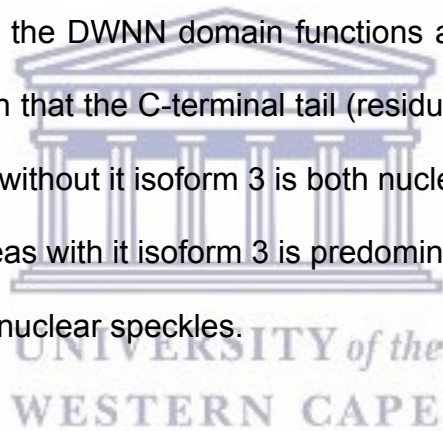 the DWNN domain functions a
that the C-terminal tail (residu
without it isoform 3 is both nucle
eas with it isoform 3 is predomin
nuclear speckles.
UNIVERSITY of the
WESTERN CAPE